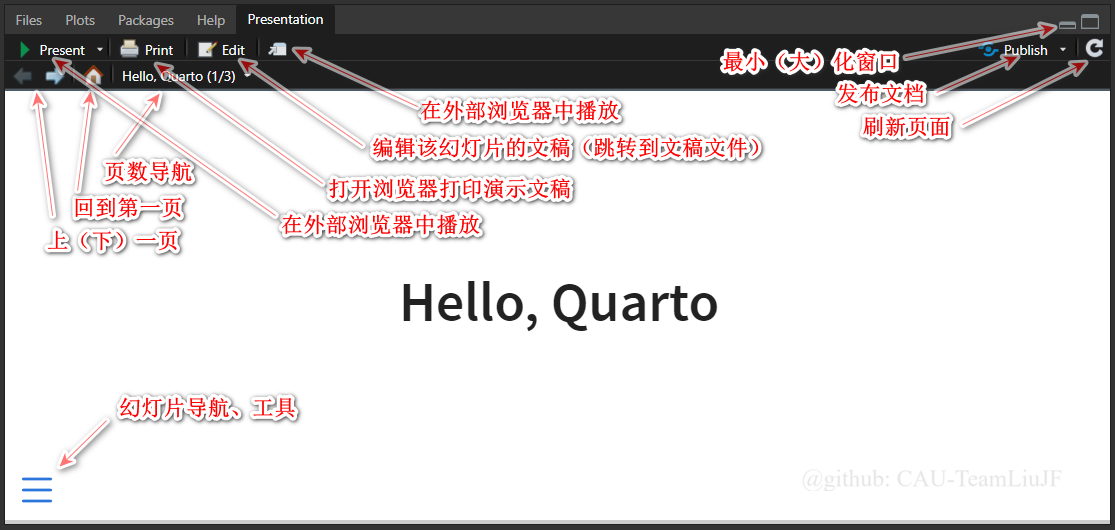 Files Plots Packages Help Presentation
Present Print Edit Publish
Hello, Quarto (1/3)
最小（大）化窗口
发布文档
刷新页面
在外部浏览器中播放
编辑该幻灯片的文稿（跳转到文稿文件）
页数导航
打开浏览器打印演示文稿
回到第一页
在外部浏览器中播放
上（下）一页
Hello, Quarto
幻灯片导航、工具
@github: CAU-TeamLiuJF